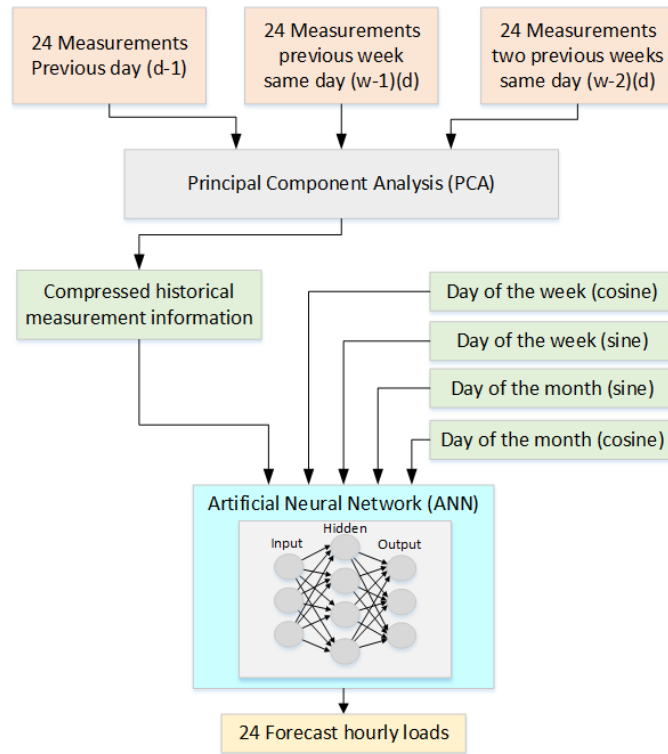 24 Measurements
Previous day (d-1)
24 Measurements
previous week
same day (w-1)(d)
24 Measurements
two previous weeks
same day (w-2)(d)
Principal Component Analysis (PCA)
Compressed historical
measurement information
Day of the week (cosine)
Day of the week (sine)
Day of the month (sine)
Day of the month (cosine)
Artificial Neural Network (ANN)
Input
Hidden
Output
24 Forecast hourly loads